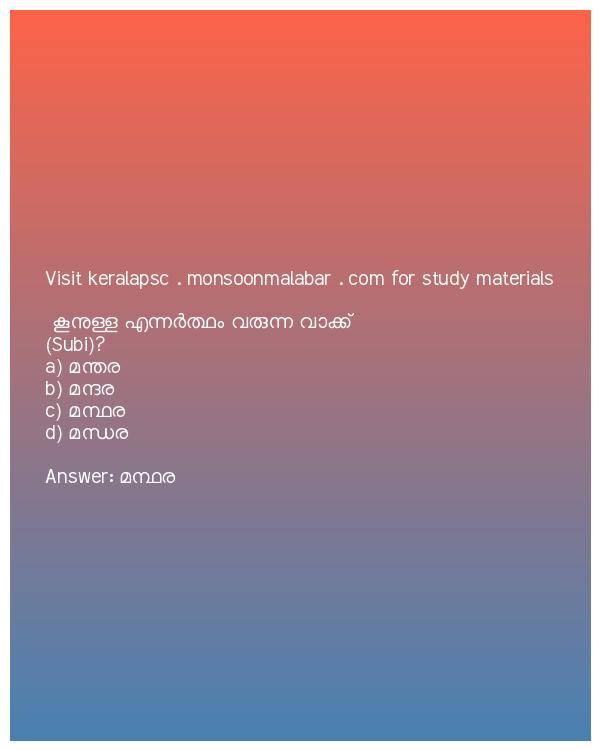 Visit keralapsc . monsoonmalabar . com for study materials
കൂനുള്ള എന്നർത്ഥം വരുന്ന വാക്ക്
(Subi)?
a) മന്തര
b) മന്ദര
c) മന്ഥര
d) മന്ധര
Answer: മന്ഥര